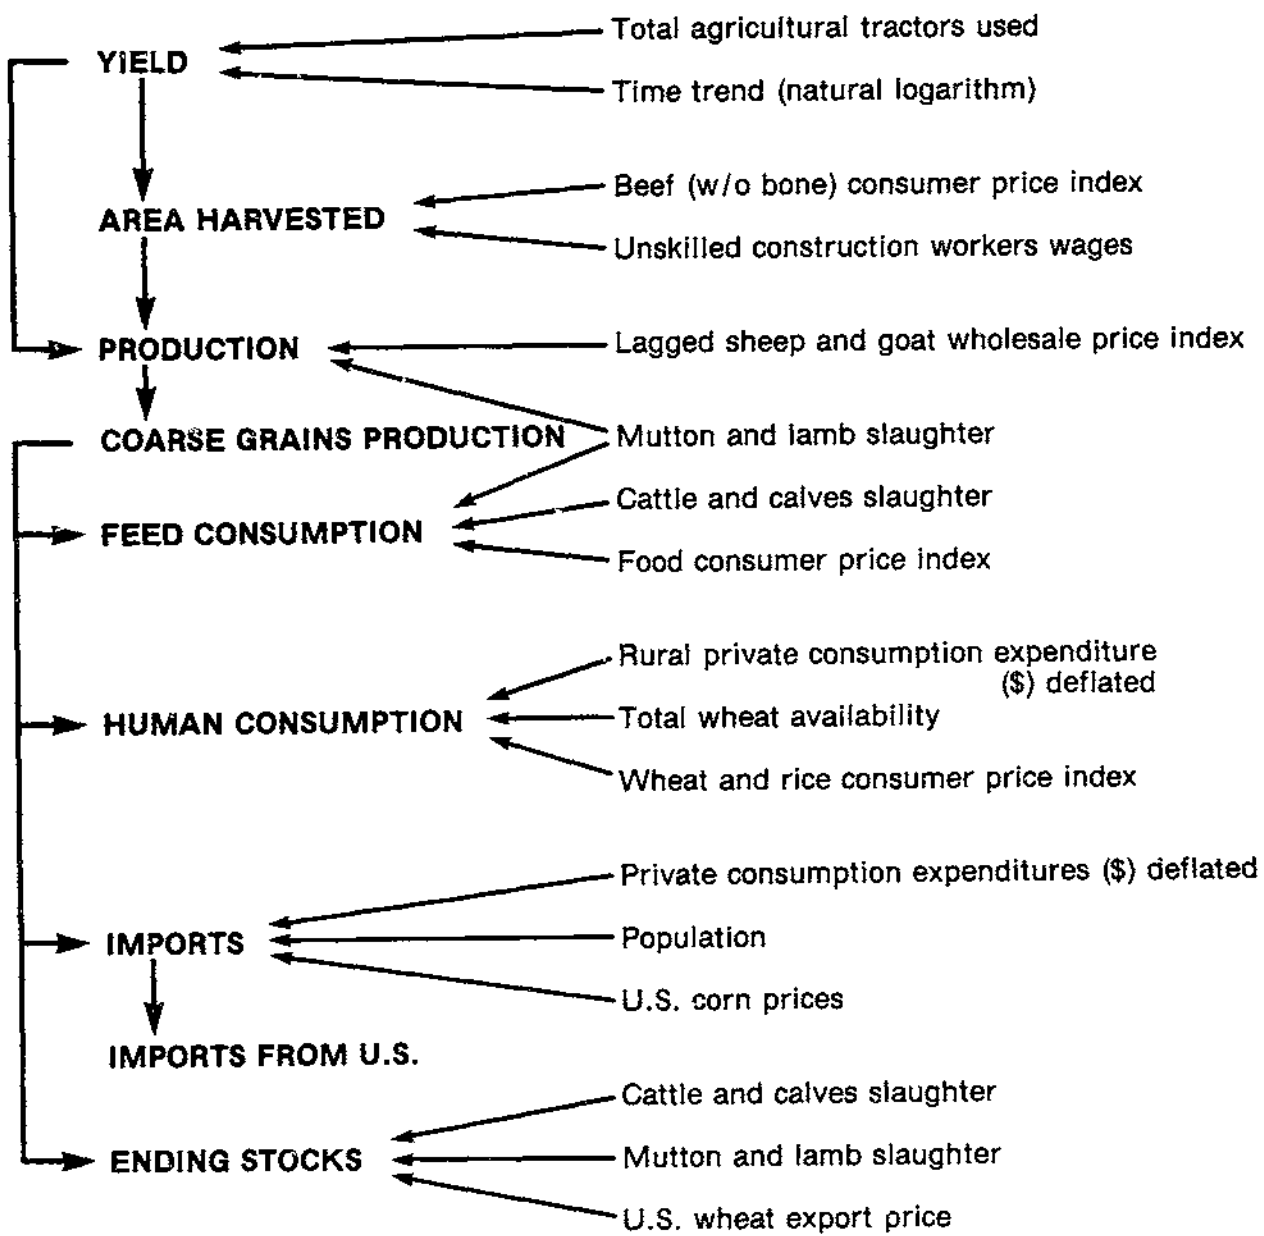 Total agricultural tractors used
YIELD
Time trend (natural logarithm)
Beef (w/o bone) consumer price index
AREA HARVESTED
Unskilled construction workers wages
PRODUCTION
Lagged sheep and goat wholesale price index
COARSE GRAINS PRODUCTION
Mutton and lamb slaughter
Cattle and calves slaughter
FEED CONSUMPTION
Food consumer price index
Rural private consumption expenditure
($) deflated
HUMAN CONSUMPTION
Total wheat availability
Wheat and rice consumer price index
Private consumption expenditures ($) deflated
IMPORTS
Population
U.S. corn prices
IMPORTS FROM U.S.
Cattle and calves slaughter
ENDING STOCKS
Mutton and lamb slaughter
U.S. wheat export price